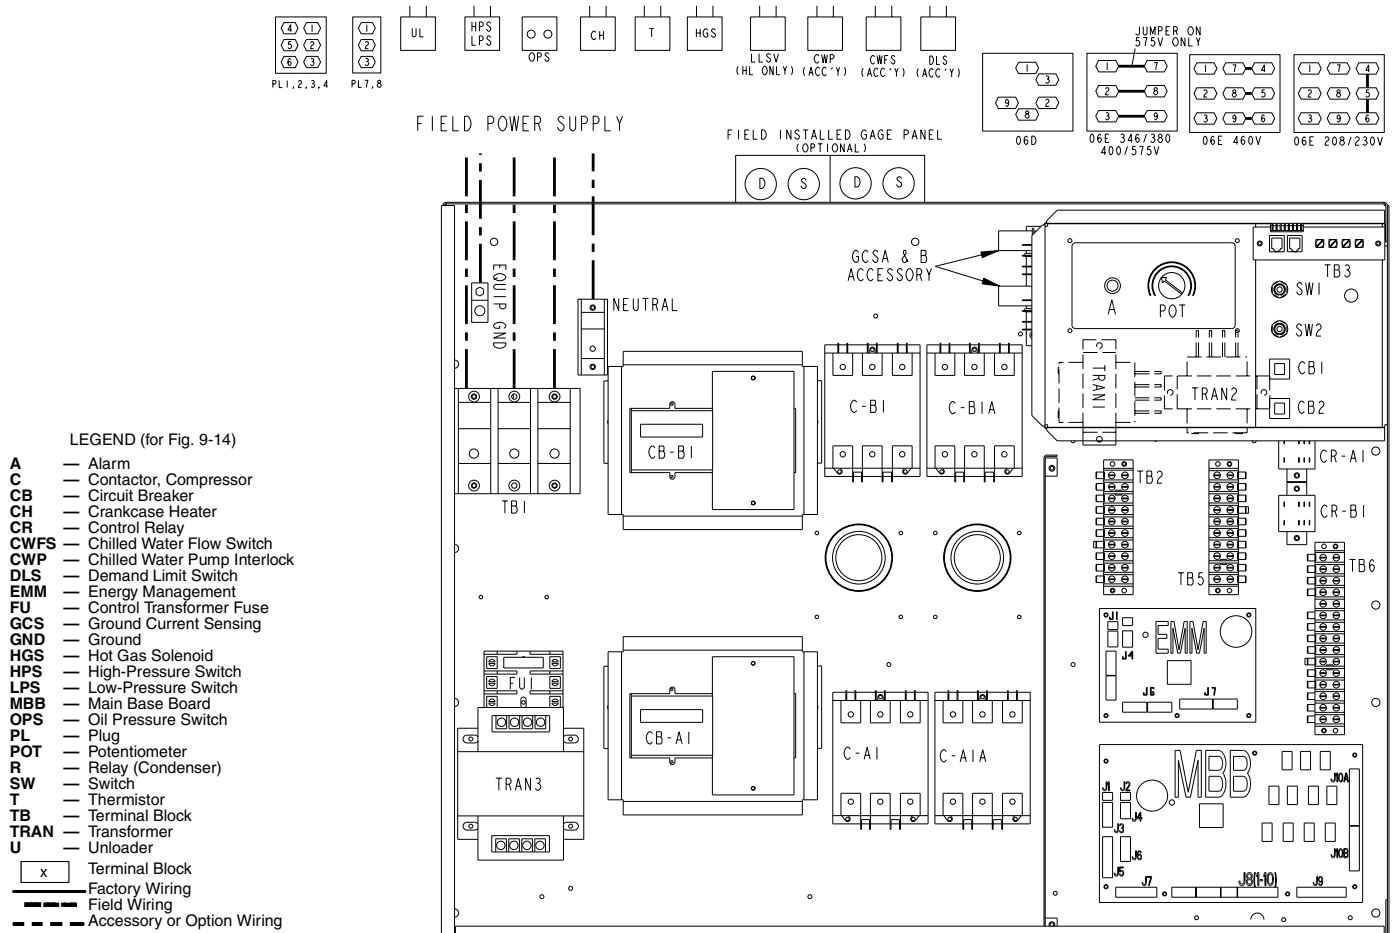 4 1
5 2
6 3
PL1,2,3,4
1
2
3
PL7,8
UL
HPS
LPS
OPS
CH
T
HGS
LLSV
(HL ONLY)
CWP
(ACC'Y)
CWFS
(ACC'Y)
DLS
(ACC'Y)
1
3
9 2
8
06D
JUMPER ON
575V ONLY
1 7
2 8
3 9
06E 346/380
400/575V
1 7 4
2 8 5
3 9 6
06E 460V
1 7 4
2 8 5
3 9 6
06E 208/230V
FIELD POWER SUPPLY
FIELD INSTALLED GAGE PANEL
(OPTIONAL)
D S D S
EQUIP GND
NEUTRAL
GCSA & B
ACCESSORY
A
POT
TB3
SW1
SW2
CB1
CB2
TRAN1
TRAN2
TB1
CB-B1
C-B1
C-B1A
CR-A1
CR-B1
TB2
TB5
TB6
FU1
TRAN3
CB-A1
C-A1
C-A1A
J1
J4
EMM
J6
J7
MBB
J1
J2
J4
J3
J6
J5
J7
J8(1-10)
J9
J10A
J10B
LEGEND (for Fig. 9-14)
A — Alarm
C — Contactor, Compressor
CB — Circuit Breaker
CH — Crankcase Heater
CR — Control Relay
CWFS — Chilled Water Flow Switch
CWP — Chilled Water Pump Interlock
DLS — Demand Limit Switch
EMM — Energy Management
FU — Control Transformer Fuse
GCS — Ground Current Sensing
GND — Ground
HGS — Hot Gas Solenoid
HPS — High-Pressure Switch
LPS — Low-Pressure Switch
MBB — Main Base Board
OPS — Oil Pressure Switch
PL — Plug
POT — Potentiometer
R — Relay (Condenser)
SW — Switch
T — Thermistor
TB — Terminal Block
TRAN — Transformer
U — Unloader
X Terminal Block
Factory Wiring
Field Wiring
Accessory or Option Wiring